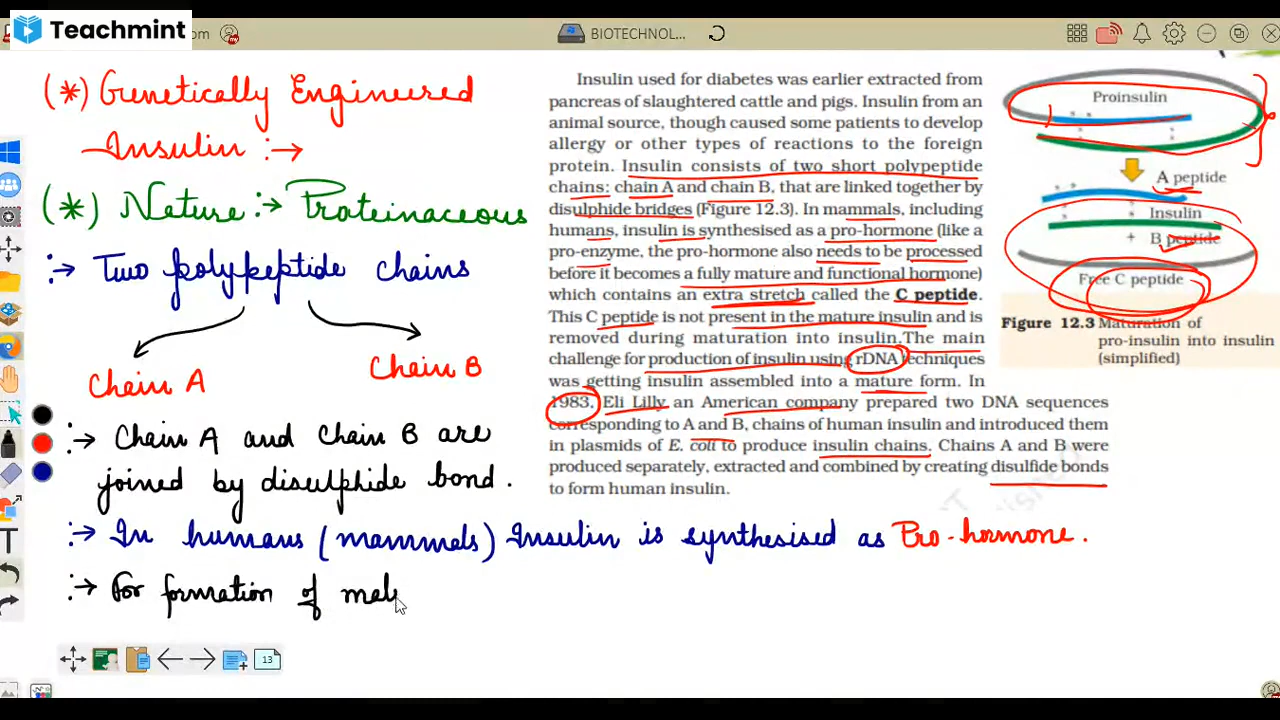 Teachmint
om
BIOTECHNOL...
(*) Genetically Engineered
Insulin :→
(*) Nature :→ Proteinaceous
:→ Two polypeptide chains
Chain A
Chain B
:→ Chain A and Chain B are
joined by disulphide bond.
:→ In humans (mammals) Insulin is synthesised as Pro-hormone.
:→ For formation of mat
Insulin used for diabetes was earlier extracted from
pancreas of slaughtered cattle and pigs. Insulin from an
animal source, though caused some patients to develop
allergy or other types of reactions to the foreign
protein. Insulin consists of two short polypeptide
chains: chain A and chain B, that are linked together by
disulphide bridges (Figure 12.3). In mammals, including
humans, insulin is synthesised as a pro-hormone (like a
pro-enzyme, the pro-hormone also needs to be processed
before it becomes a fully mature and functional hormone)
which contains an extra stretch called the C peptide.
This C peptide is not present in the mature insulin and is
removed during maturation into insulin.The main
challenge for production of insulin using rDNA techniques
was getting insulin assembled into a mature form. In
1983, Eli Lilly an American company prepared two DNA sequences
corresponding to A and B, chains of human insulin and introduced them
in plasmids of E. coli to produce insulin chains. Chains A and B were
produced separately, extracted and combined by creating disulfide bonds
to form human insulin.
Proinsulin
A peptide
Insulin
+ B peptide
Free C peptide
Figure 12.3 Maturation of
pro-insulin into insulin
(simplified)
T
13